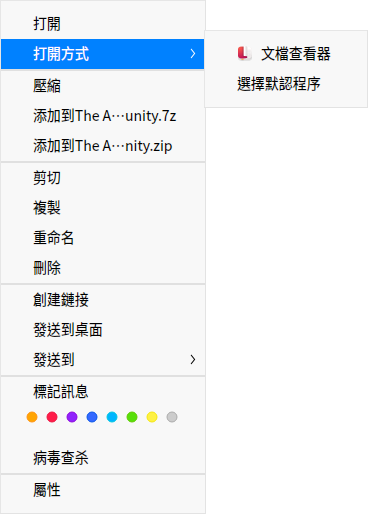 打開
打開方式
文檔查看器
選擇默認程序
壓縮
添加到The A⋯unity.7z
添加到The A⋯nity.zip
剪切
複製
重命名
刪除
創建鏈接
發送到桌面
發送到
標記訊息
病毒查杀
屬性